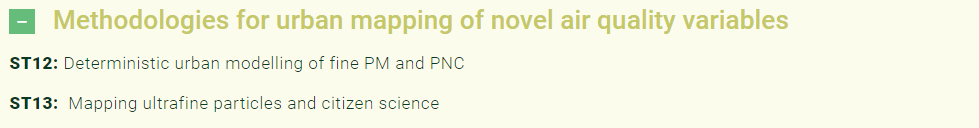 Methodologies for urban mapping of novel air quality variables
ST12: Deterministic urban modelling of fine PM and PNC
ST13: Mapping ultrafine particles and citizen science